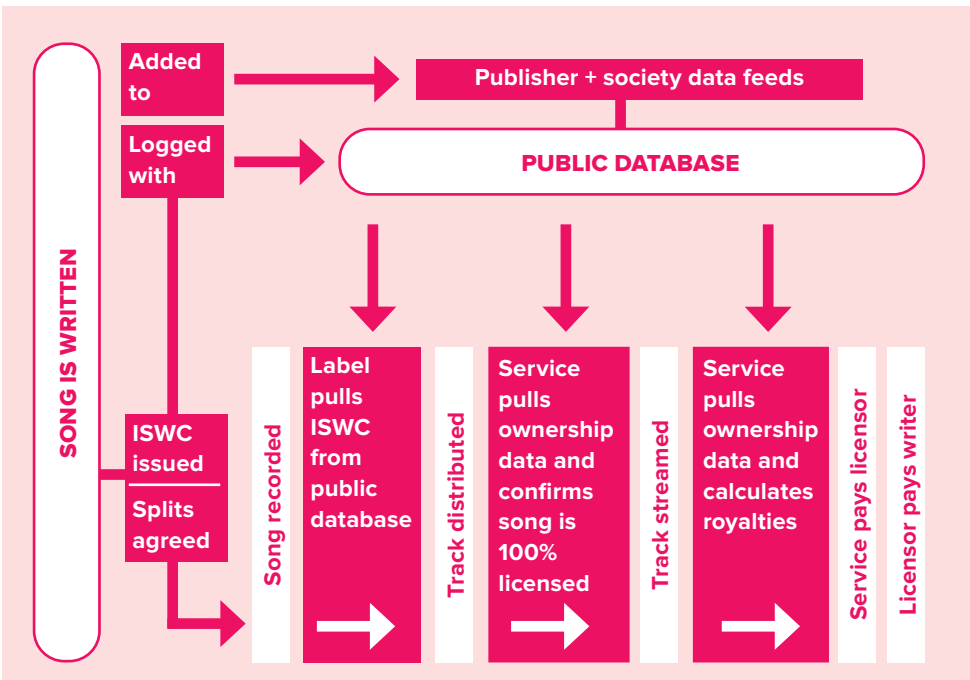 SONG IS WRITTEN
Added
to
Publisher + society data feeds
Logged
with
PUBLIC DATABASE
ISWC
issued
Splits
agreed
Song recorded
Label
pulls
ISWC
from
public
database
Track distributed
Service
pulls
ownership
data and
confirms
song is
100%
licensed
Track streamed
Service
pulls
ownership
data and
calculates
royalties
Service pays licensor
Licensor pays writer